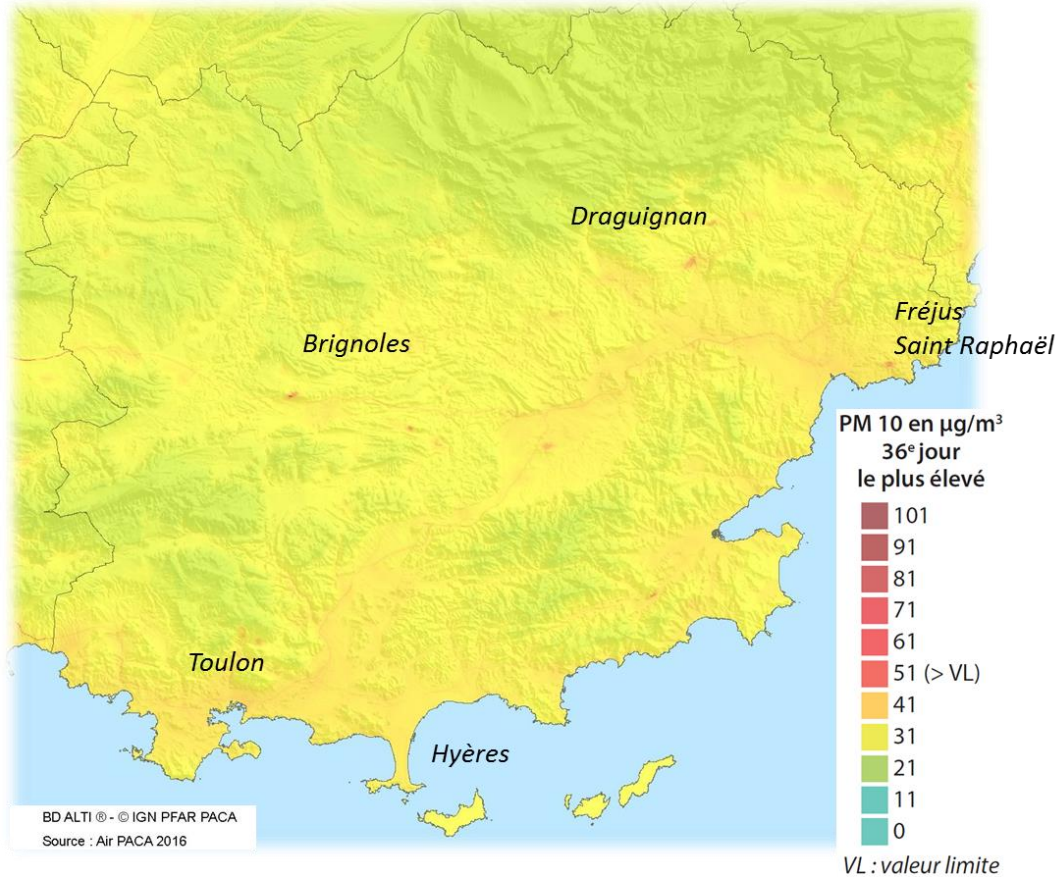 Draguignan
Fréjus
Saint Raphaël
Brignoles
Toulon
Hyères
PM 10 en µg/m³
36ᵉ jour
le plus élevé
101
91
81
71
61
51 (> VL)
41
31
21
11
0
VL : valeur limite
BD ALTI ® - © IGN PFAR PACA
Source : Air PACA 2016